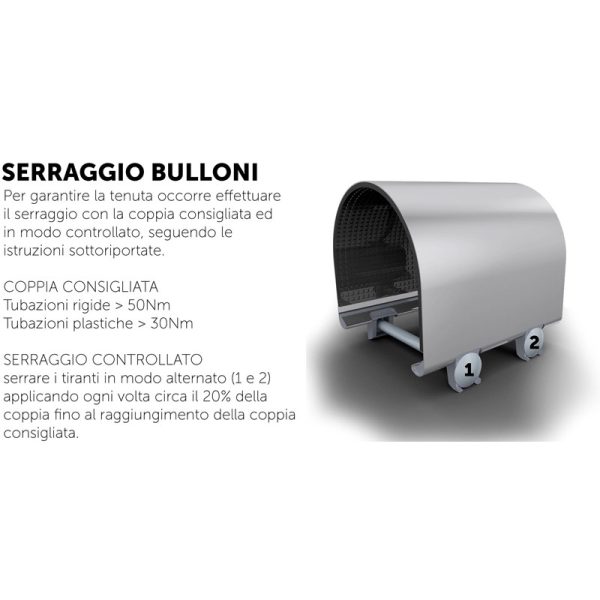 SERRAGGIO BULLONI
Per garantire la tenuta occorre effettuare
il serraggio con la coppia consigliata ed
in modo controllato, seguendo le
istruzioni sottoriportate.
COPPIA CONSIGLIATA
Tubazioni rigide > 50Nm
Tubazioni plastiche > 30Nm
SERRAGGIO CONTROLLATO
serrare i tiranti in modo alternato (1 e 2)
applicando ogni volta circa il 20% della
coppia fino al raggiungimento della coppia
consigliata.
1
2